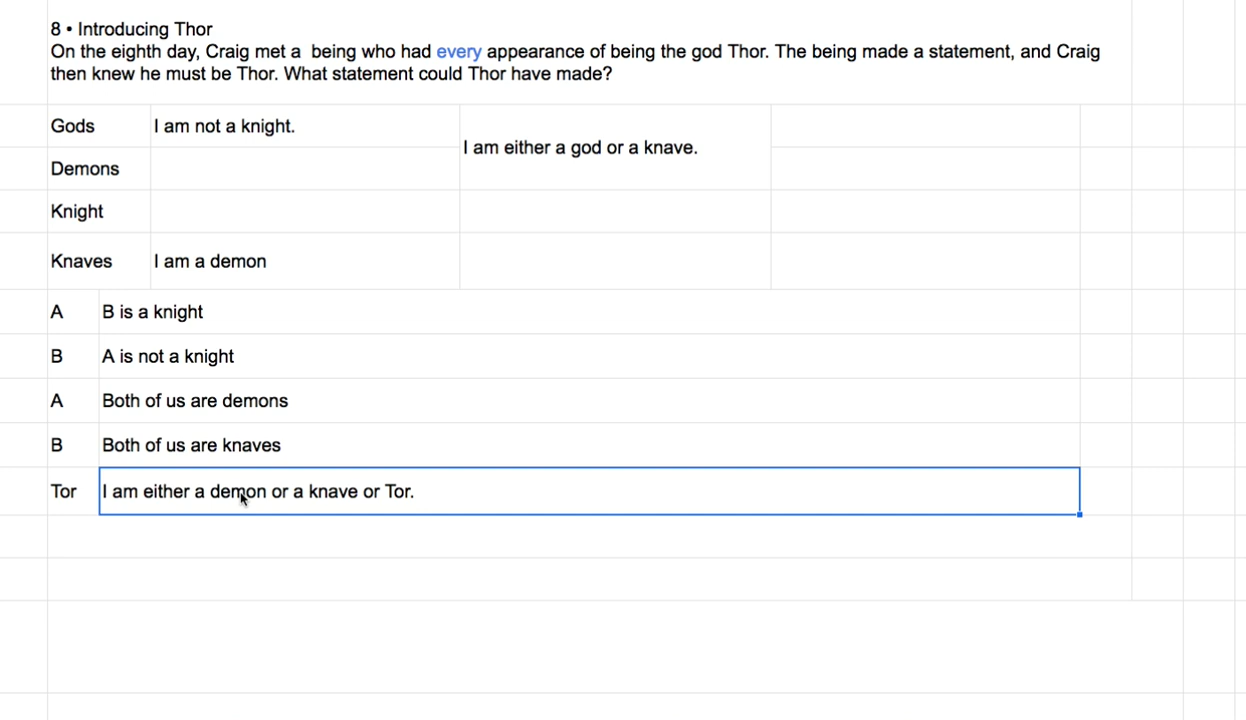 8 • Introducing Thor
On the eighth day, Craig met a  being who had every appearance of being the god Thor. The being made a statement, and Craig
then knew he must be Thor. What statement could Thor have made?
Gods I am not a knight.
I am either a god or a knave.
Demons
Knight
Knaves I am a demon
A B is a knight
B A is not a knight
A Both of us are demons
B Both of us are knaves
Tor I am either a demon or a knave or Tor.